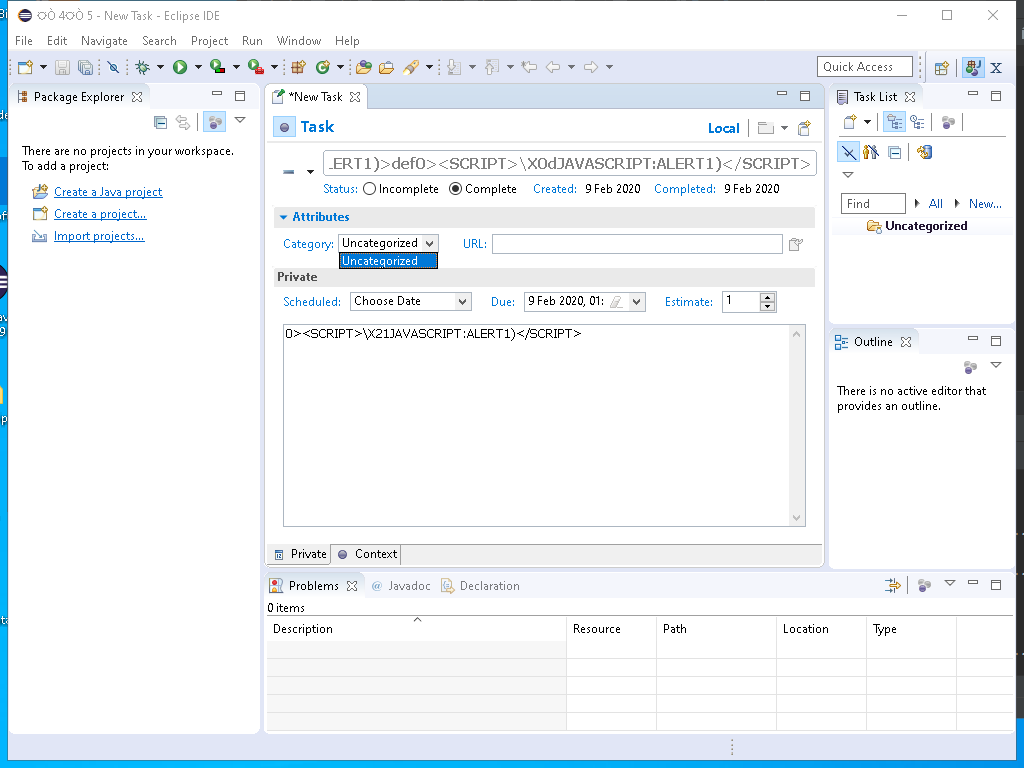 ŌÒ 4ŌÒ 5 - New Task - Eclipse IDE
File Edit Navigate Search Project Run Window Help
Quick Access
Package Explorer
There are no projects in your workspace.
To add a project:
Create a Java project
Create a project...
Import projects...
*New Task
Task
Local
.ERT1)>def0><SCRIPT>\X0dJAVASCRIPT:ALERT1)</SCRIPT>
Status: Incomplete Complete Created: 9 Feb 2020 Completed: 9 Feb 2020
Attributes
Category: Uncategorized URL:
Uncategorized
Private
Scheduled: Choose Date Due: 9 Feb 2020, 01: Estimate: 1
0><SCRIPT>\X21JAVASCRIPT:ALERT1)</SCRIPT>
Private Context
Task List
Find All New...
Uncategorized
Outline
There is no active editor that
provides an outline.
Problems Javadoc Declaration
0 items
Description Resource Path Location Type